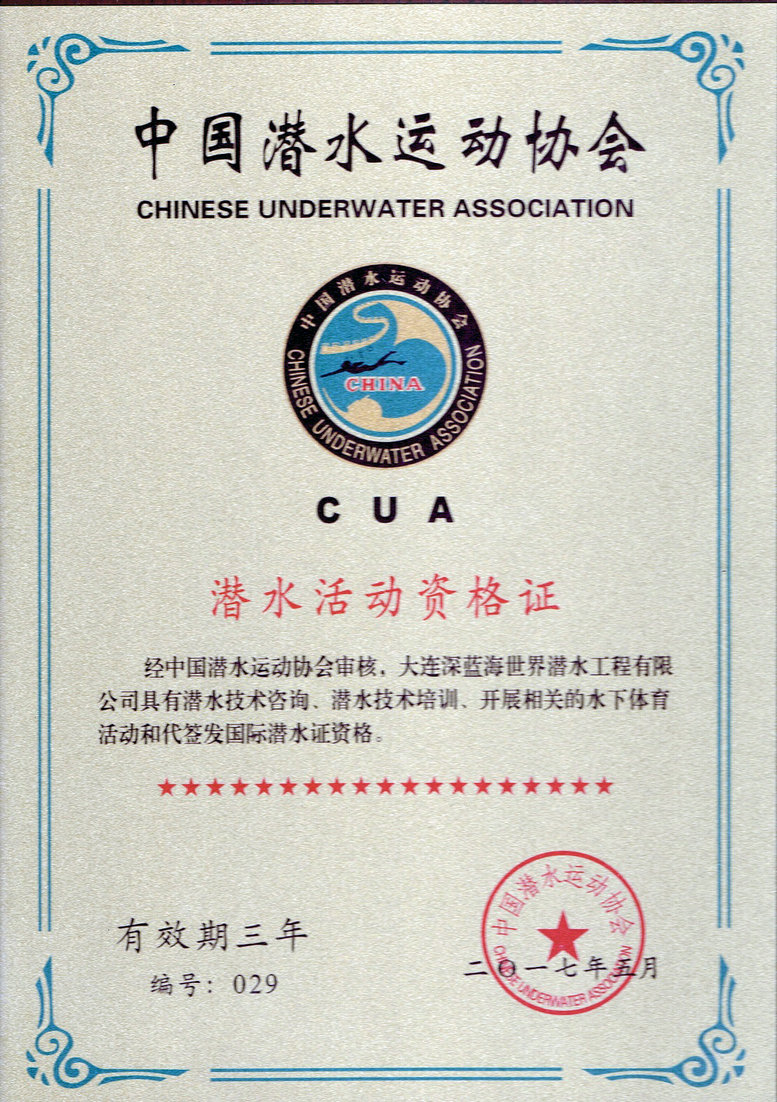 中国潜水运动协会
CHINESE UNDERWATER ASSOCIATION
中国潜水运动协会
CHINA
CHINESE UNDERWATER ASSOCIATION
CUA
潜水活动资格证
经中国潜水运动协会审核，大连深蓝海世界潜水工程有限
公司具有潜水技术咨询、潜水技术培训、开展相关的水下体育
活动和代签发国际潜水证资格。
有效期三年
编号：029
中国潜水运动协会
二〇一七年五月
CHINESE UNDERWATER ASSOCIATION